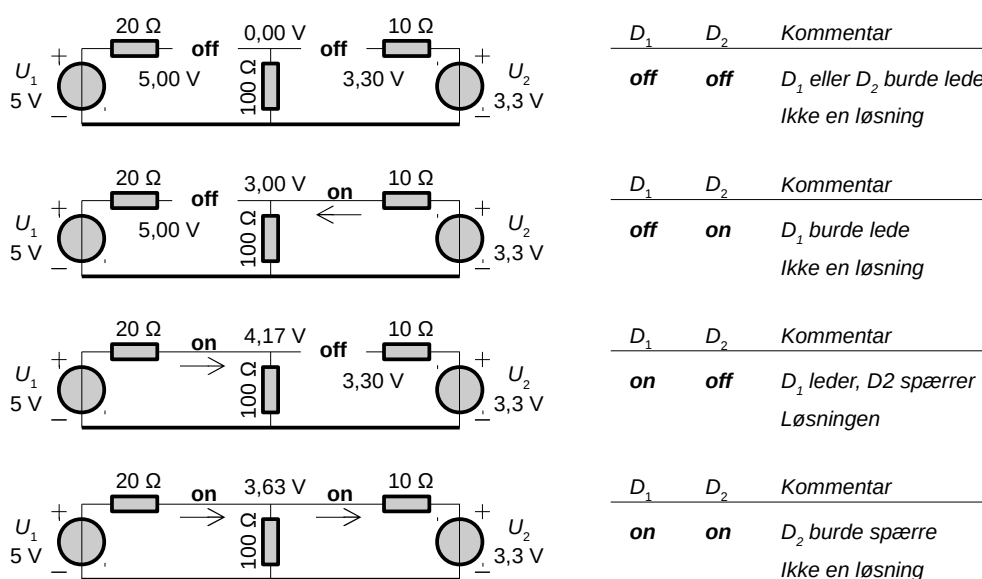 20 Ω off 0,00 V off 10 Ω
+ +
U1 5,00 V 100 Ω 3,30 V U2
5 V 3,3 V
– –
D1 D2 Kommentar
off off D1 eller D2 burde lede
Ikke en løsning
20 Ω off 3,00 V on 10 Ω
+ +
U1 5,00 V 100 Ω U2
5 V 3,3 V
– –
D1 D2 Kommentar
off on D1 burde lede
Ikke en løsning
20 Ω on 4,17 V off 10 Ω
+ +
U1 100 Ω 3,30 V U2
5 V 3,3 V
– –
D1 D2 Kommentar
on off D1 leder, D2 spærrer
Løsningen
20 Ω on 3,63 V on 10 Ω
+ +
U1 100 Ω U2
5 V 3,3 V
– –
D1 D2 Kommentar
on on D2 burde spærre
Ikke en løsning